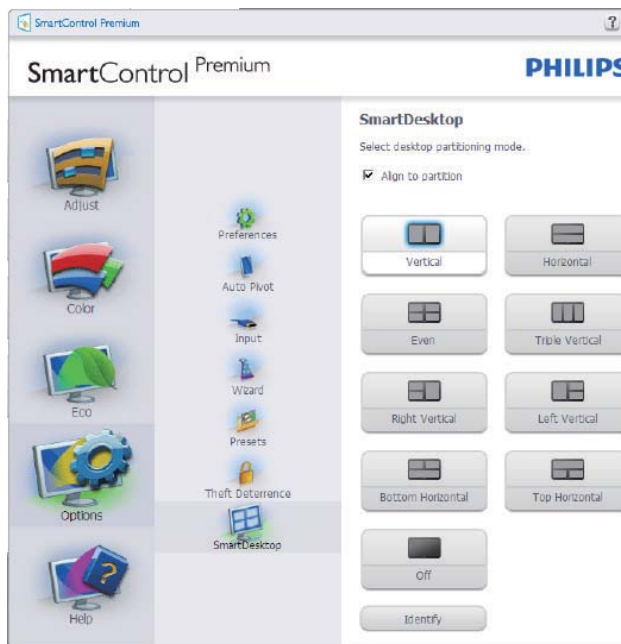 SmartControl Premium
?
SmartControl Premium
PHILIPS
Adjust
Color
Eco
Options
Help
Preferences
Auto Pivot
Input
Wizard
Presets
Theft Deterrence
SmartDesktop
SmartDesktop
Select desktop partitioning mode.
Align to partition
Vertical
Horizontal
Even
Triple Vertical
Right Vertical
Left Vertical
Bottom Horizontal
Top Horizontal
Off
Identify